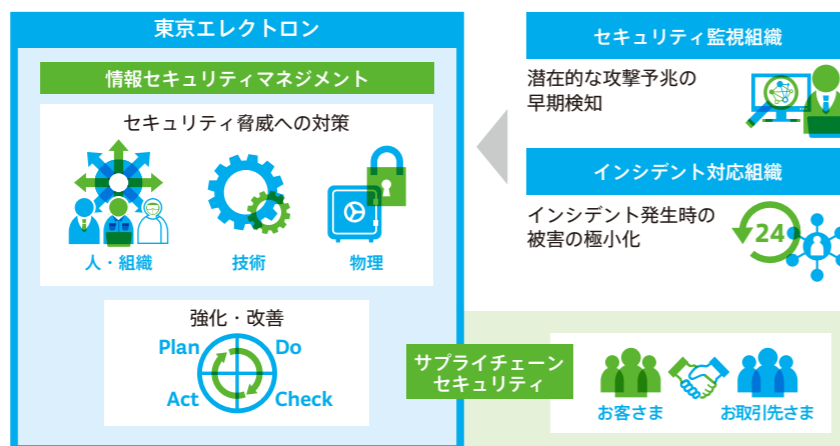 東京エレクトロン
情報セキュリティマネジメント
セキュリティ脅威への対策
人・組織
技術
物理
強化・改善
Plan
Do
Act
Check
セキュリティ監視組織
潜在的な攻撃予兆の
早期検知
インシデント対応組織
インシデント発生時の
被害の極小化
24
サプライチェーン
セキュリティ
お客さま
お取引先さま